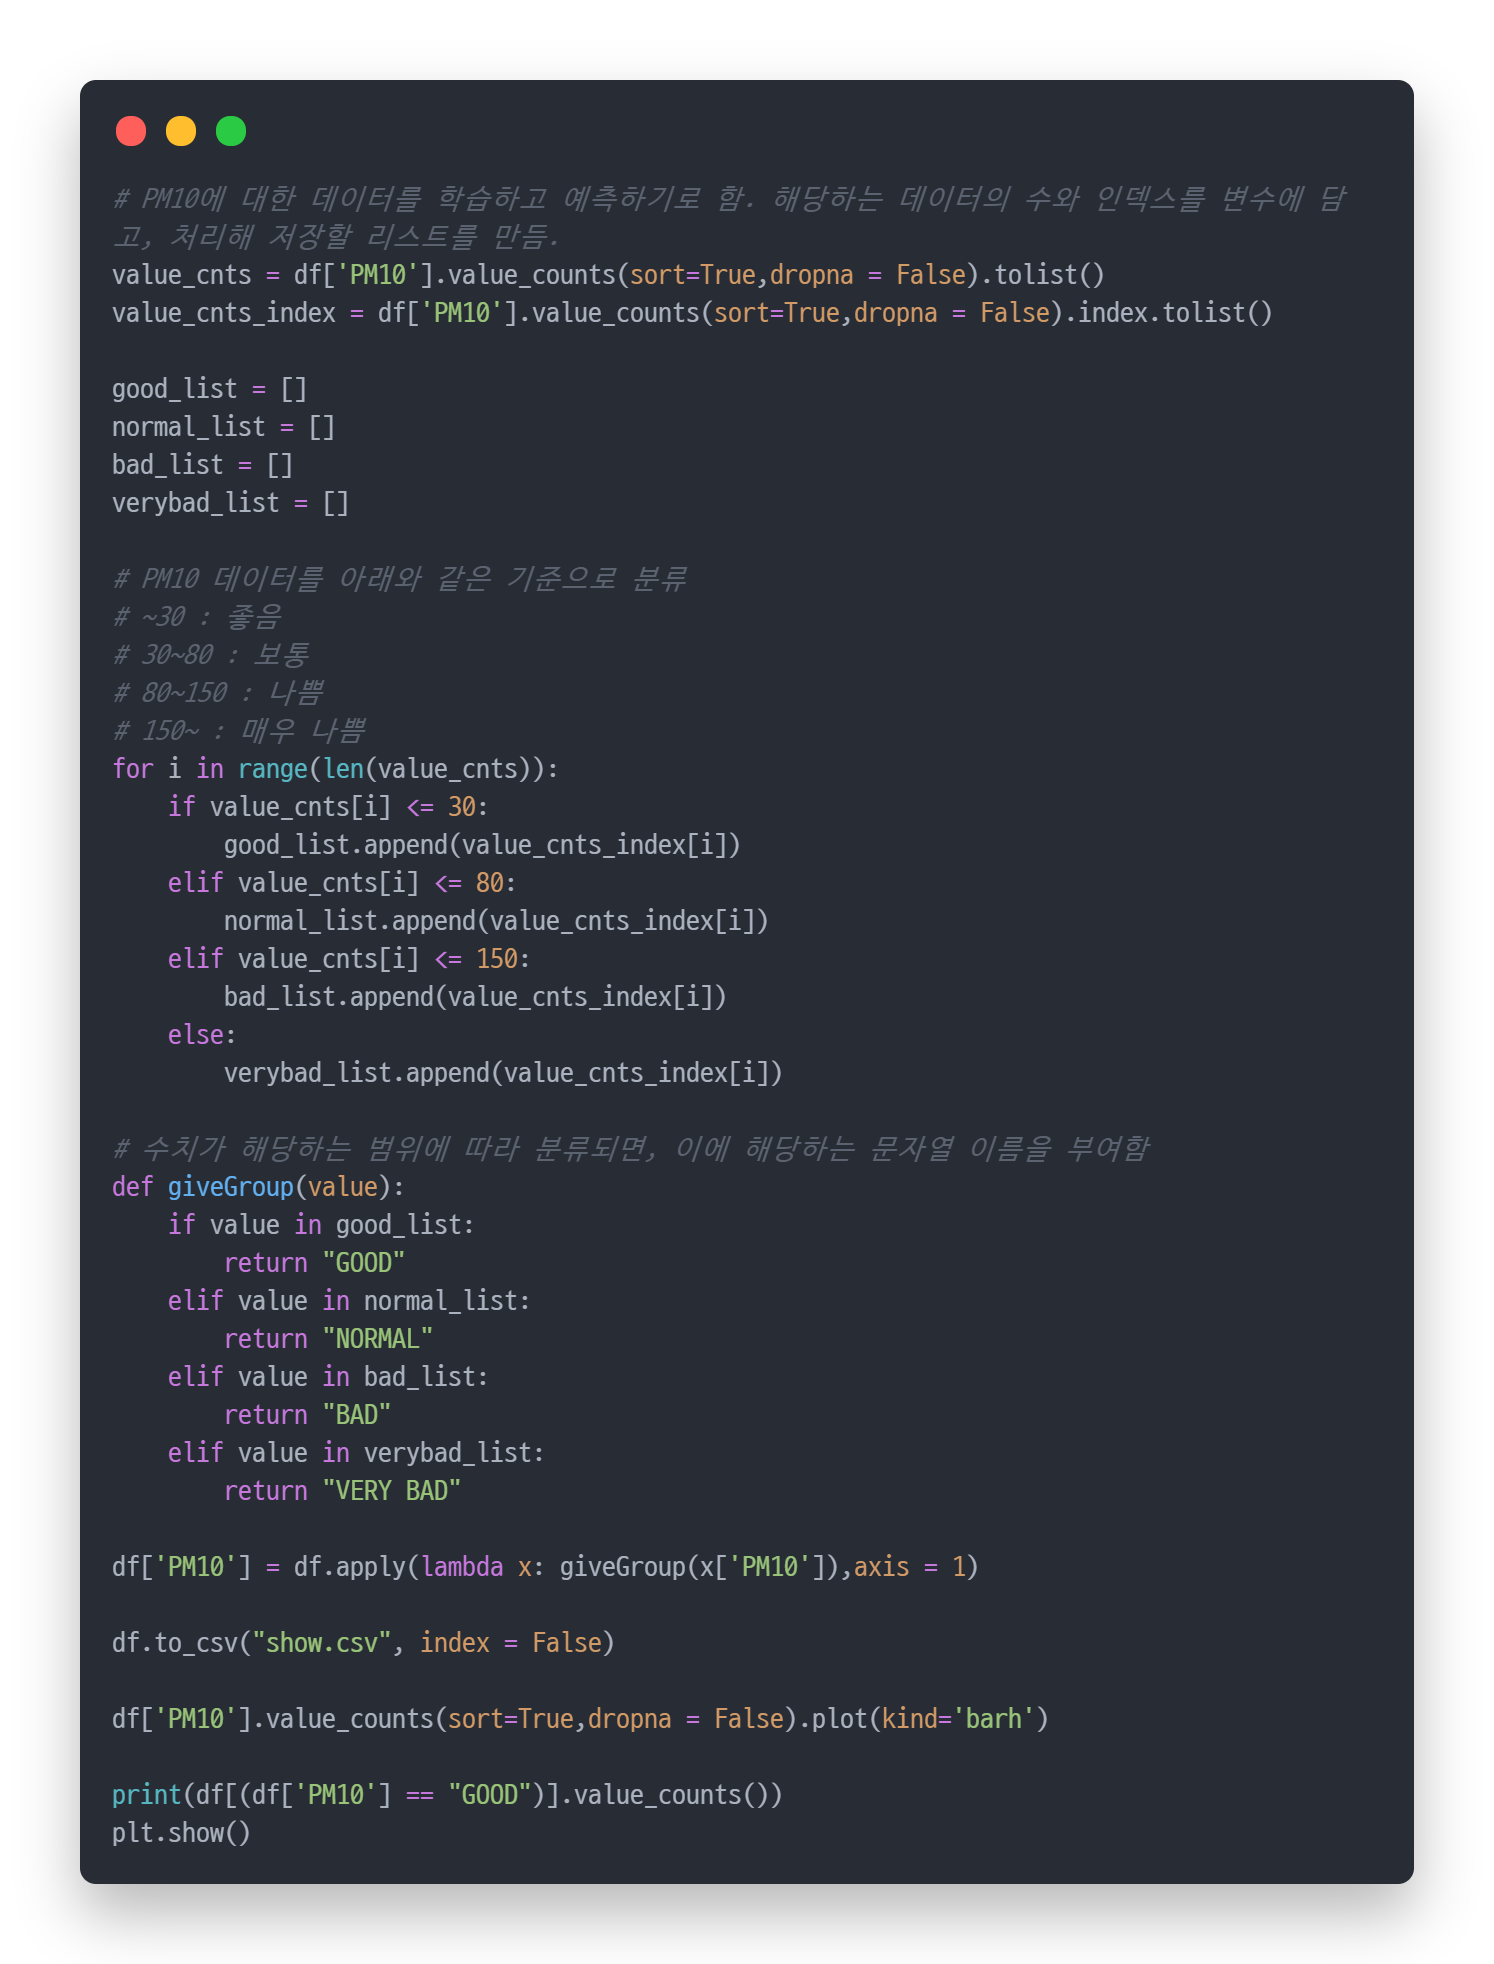 # PM10에 대한 데이터를 학습하고 예측하기로 함. 해당하는 데이터의 수와 인덱스를 변수에 담
고, 처리해 저장할 리스트를 만듬.
value_cnts = df['PM10'].value_counts(sort=True,dropna = False).tolist()
value_cnts_index = df['PM10'].value_counts(sort=True,dropna = False).index.tolist()

good_list = []
normal_list = []
bad_list = []
verybad_list = []

# PM10 데이터를 아래와 같은 기준으로 분류
# ~30 : 좋음
# 30~80 : 보통
# 80~150 : 나쁨
# 150~ : 매우 나쁨
for i in range(len(value_cnts)):
    if value_cnts[i] <= 30:
        good_list.append(value_cnts_index[i])
    elif value_cnts[i] <= 80:
        normal_list.append(value_cnts_index[i])
    elif value_cnts[i] <= 150:
        bad_list.append(value_cnts_index[i])
    else:
        verybad_list.append(value_cnts_index[i])

# 수치가 해당하는 범위에 따라 분류되면, 이에 해당하는 문자열 이름을 부여함
def giveGroup(value):
    if value in good_list:
        return "GOOD"
    elif value in normal_list:
        return "NORMAL"
    elif value in bad_list:
        return "BAD"
    elif value in verybad_list:
        return "VERY BAD"

df['PM10'] = df.apply(lambda x: giveGroup(x['PM10']),axis = 1)

df.to_csv("show.csv", index = False)

df['PM10'].value_counts(sort=True,dropna = False).plot(kind='barh')

print(df[(df['PM10'] == "GOOD")].value_counts())
plt.show()